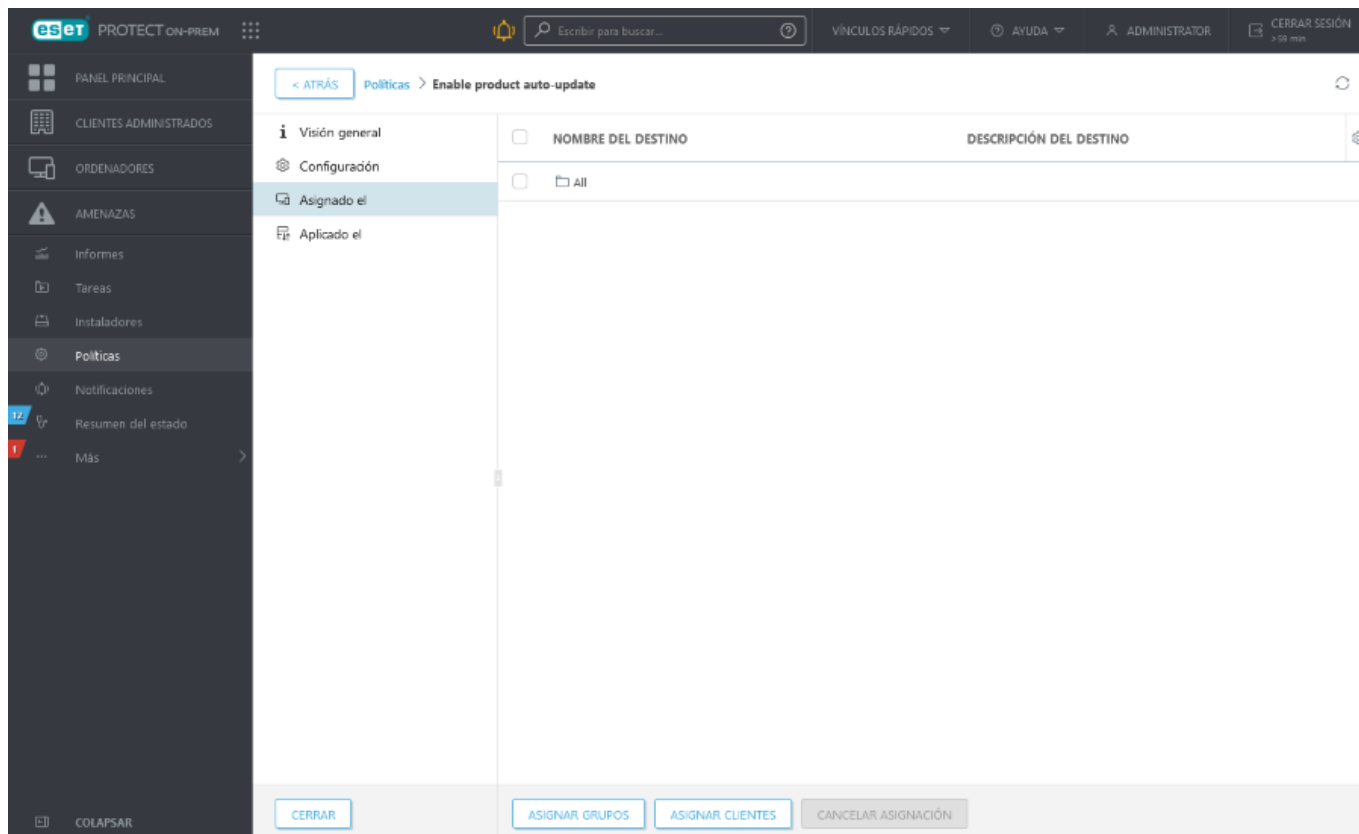 eset PROTECT ON-PREM
Escribir para buscar...
VÍNCULOS RÁPIDOS
AYUDA
ADMINISTRATOR
CERRAR SESIÓN
> 59 min
PANEL PRINCIPAL
CLIENTES ADMINISTRADOS
ORDENADORES
AMENAZAS
Informes
Tareas
Instaladores
Políticas
Notificaciones
12
Resumen del estado
1
Más
COLAPSAR
< ATRÁS
Políticas > Enable product auto-update
Visión general
Configuración
Asignado el
Aplicado el
NOMBRE DEL DESTINO
DESCRIPCIÓN DEL DESTINO
All
CERRAR
ASIGNAR GRUPOS
ASIGNAR CLIENTES
CANCELAR ASIGNACIÓN